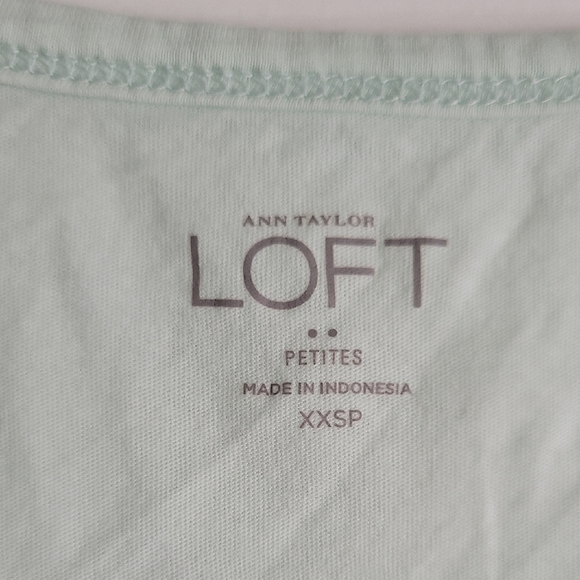 ANN TAYLOR
LOFT
••
PETITES
MADE IN INDONESIA
XXSP